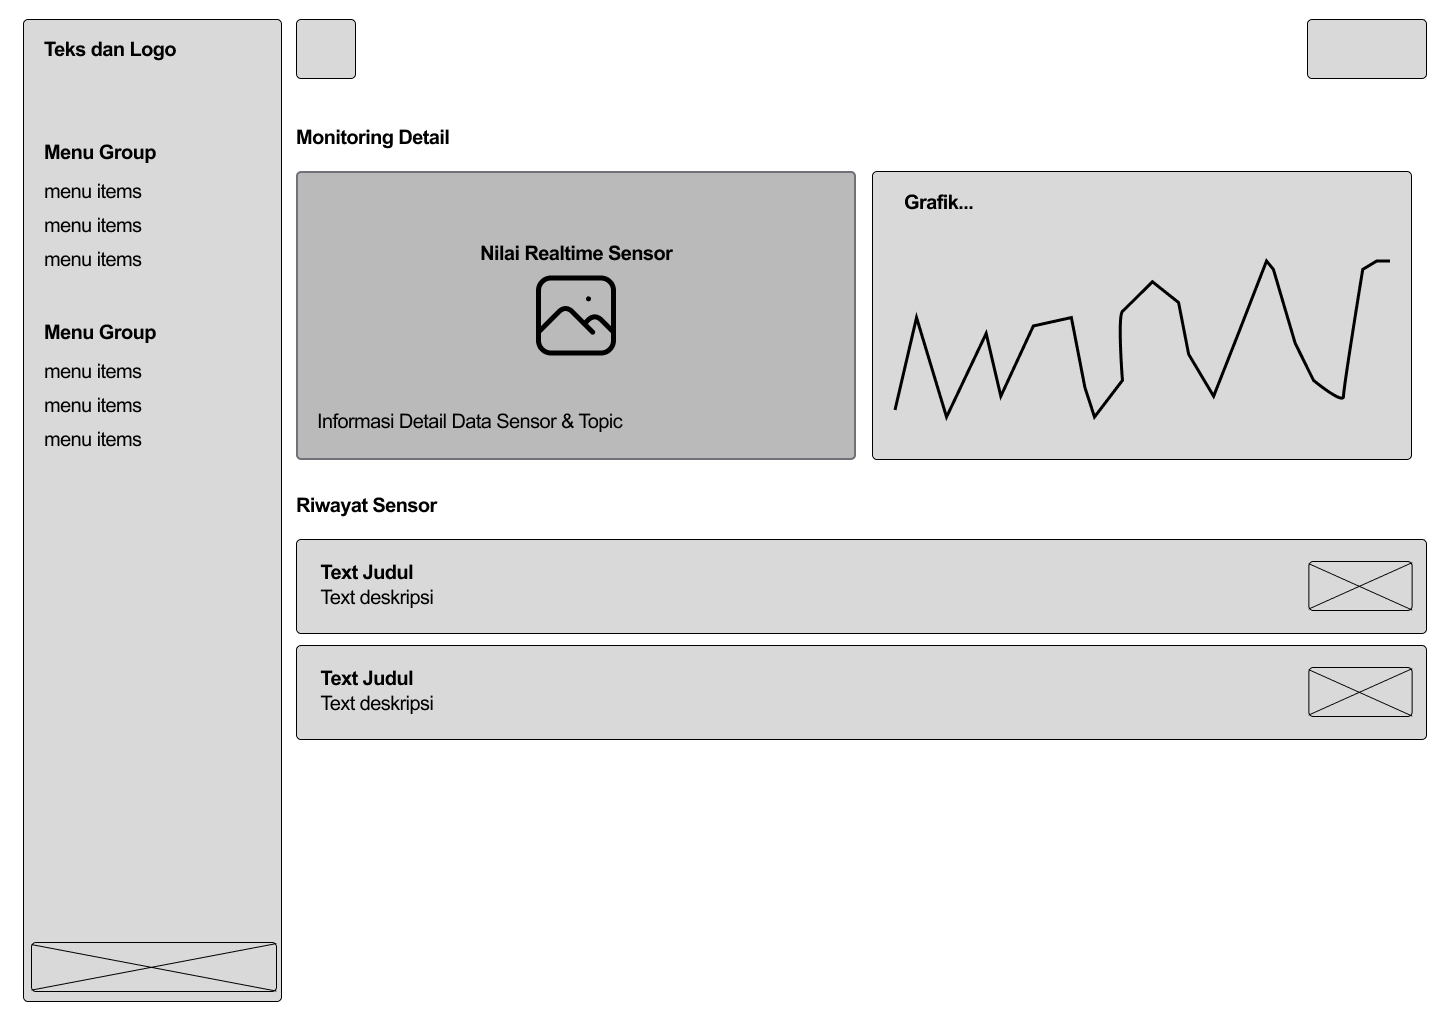 Teks dan Logo
Menu Group
menu items
menu items
menu items
Menu Group
menu items
menu items
menu items
Monitoring Detail
Nilai Realtime Sensor
Informasi Detail Data Sensor & Topic
Grafik...
Riwayat Sensor
Text Judul
Text deskripsi
Text Judul
Text deskripsi